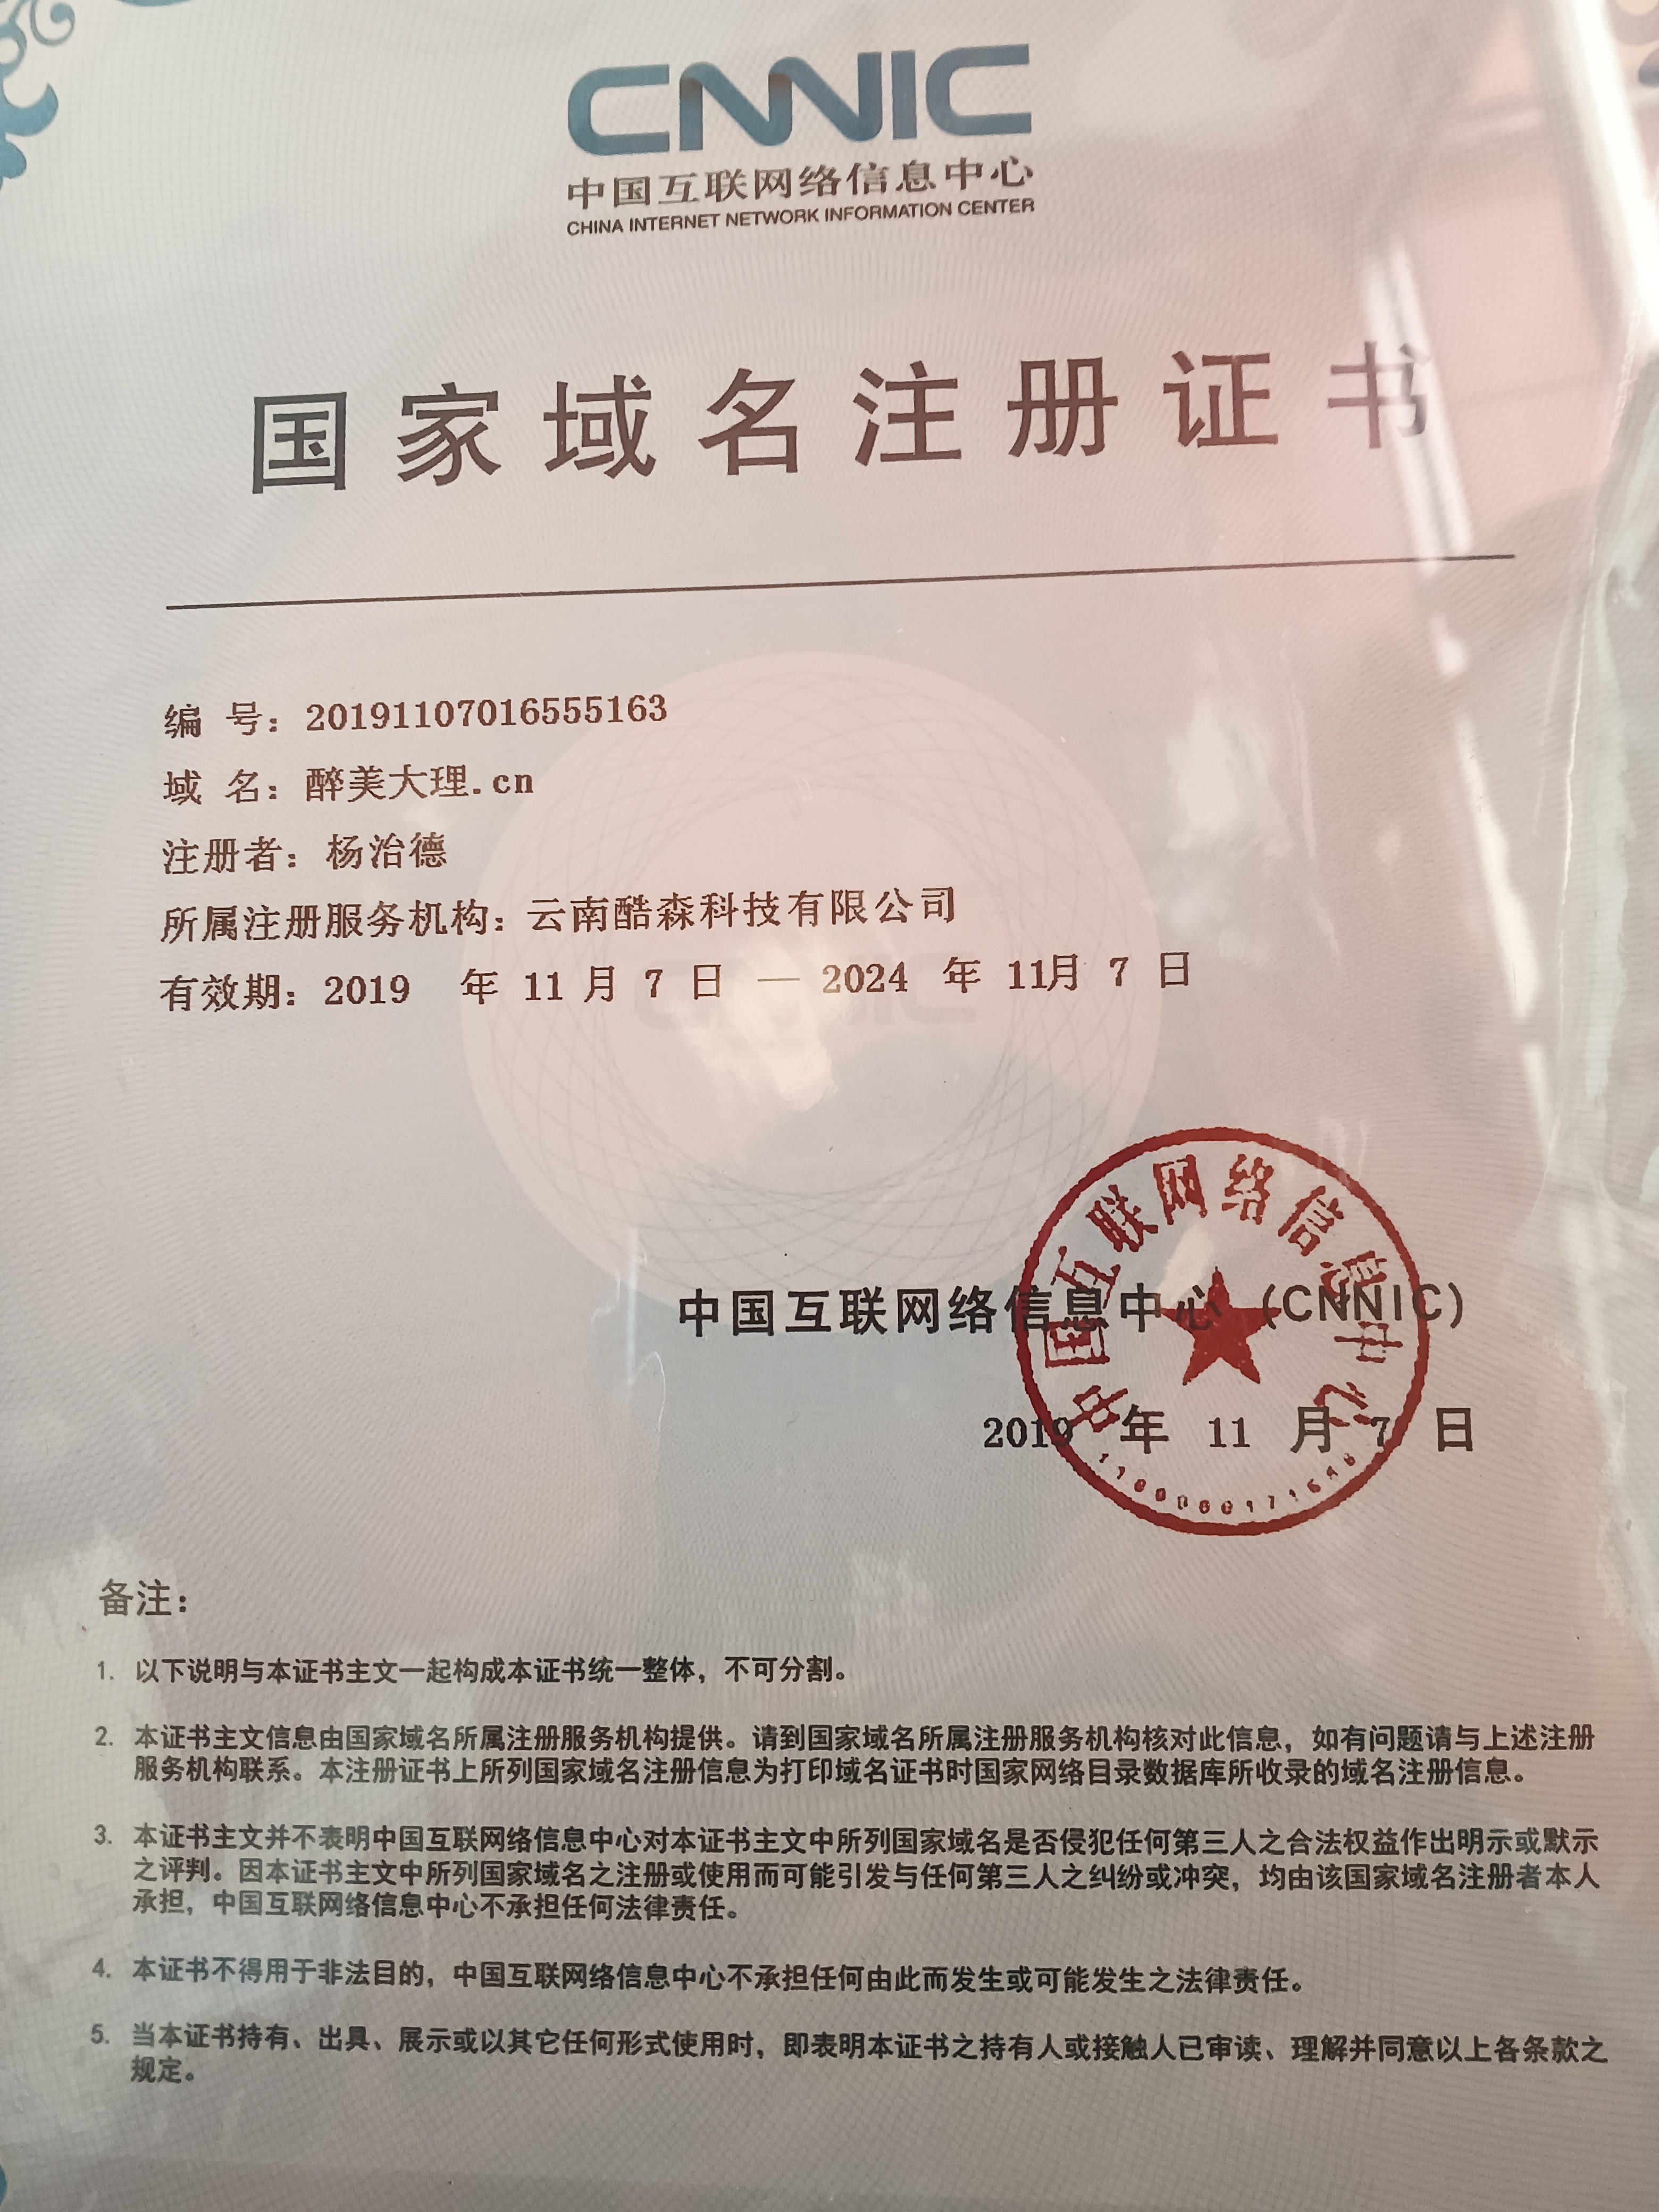 CNNIC
中国互联网络信息中心
CHINA INTERNET NETWORK INFORMATION CENTER
国家域名注册证书
编 号：20191107016555163
域 名：醉美大理.cn
注册者：杨治德
所属注册服务机构：云南酷森科技有限公司
有效期：2019 年 11 月 7 日 — 2024 年 11月 7 日
中国互联网络信息中心（CNNIC）
2019 年 11 月 7 日
中国互联网络信息中心
备注：
1. 以下说明与本证书主文一起构成本证书统一整体，不可分割。
2. 本证书主文信息由国家域名所属注册服务机构提供。请到国家域名所属注册服务机构核对此信息，如有问题请与上述注册
服务机构联系。本注册证书上所列国家域名注册信息为打印域名证书时国家网络目录数据库所收录的域名注册信息。
3. 本证书主文并不表明中国互联网络信息中心对本证书主文中所列国家域名是否侵犯任何第三人之合法权益作出明示或默示
之评判。因本证书主文中所列国家域名之注册或使用而可能引发与任何第三人之纠纷或冲突，均由该国家域名注册者本人
承担，中国互联网络信息中心不承担任何法律责任。
4. 本证书不得用于非法目的，中国互联网络信息中心不承担任何由此而发生或可能发生之法律责任。
5. 当本证书持有、出具、展示或以其它任何形式使用时，即表明本证书之持有人或接触人已审读、理解并同意以上各条款之
规定。